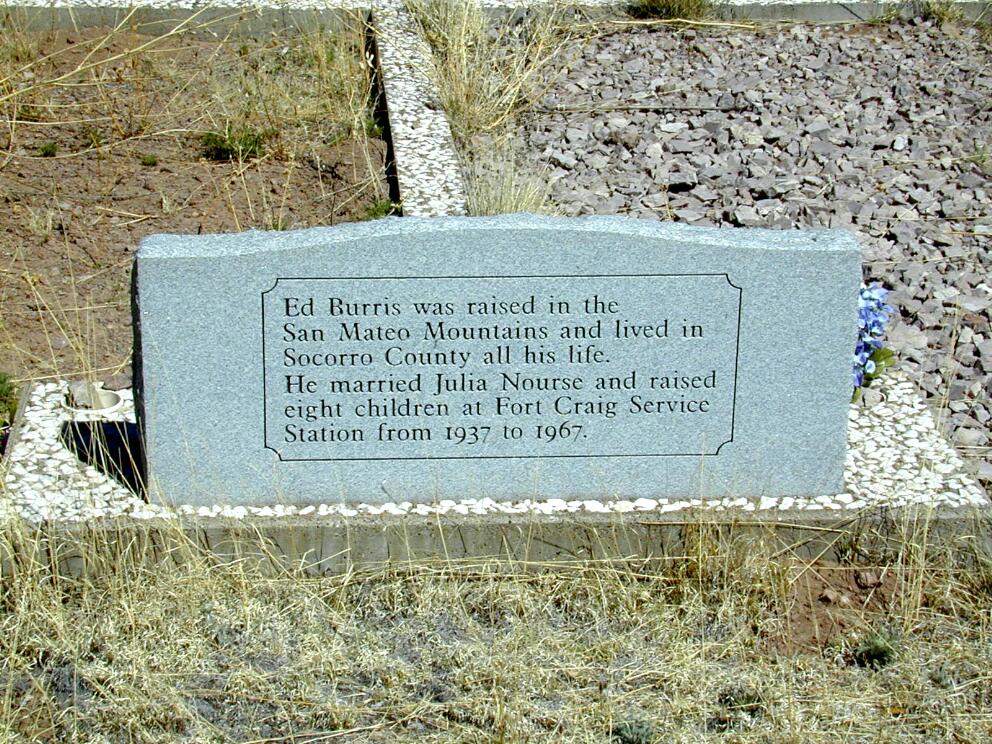 Ed Burris was raised in the
San Mateo Mountains and lived in
Socorro County all his life.
He married Julia Nourse and raised
eight children at Fort Craig Service
Station from 1937 to 1967.